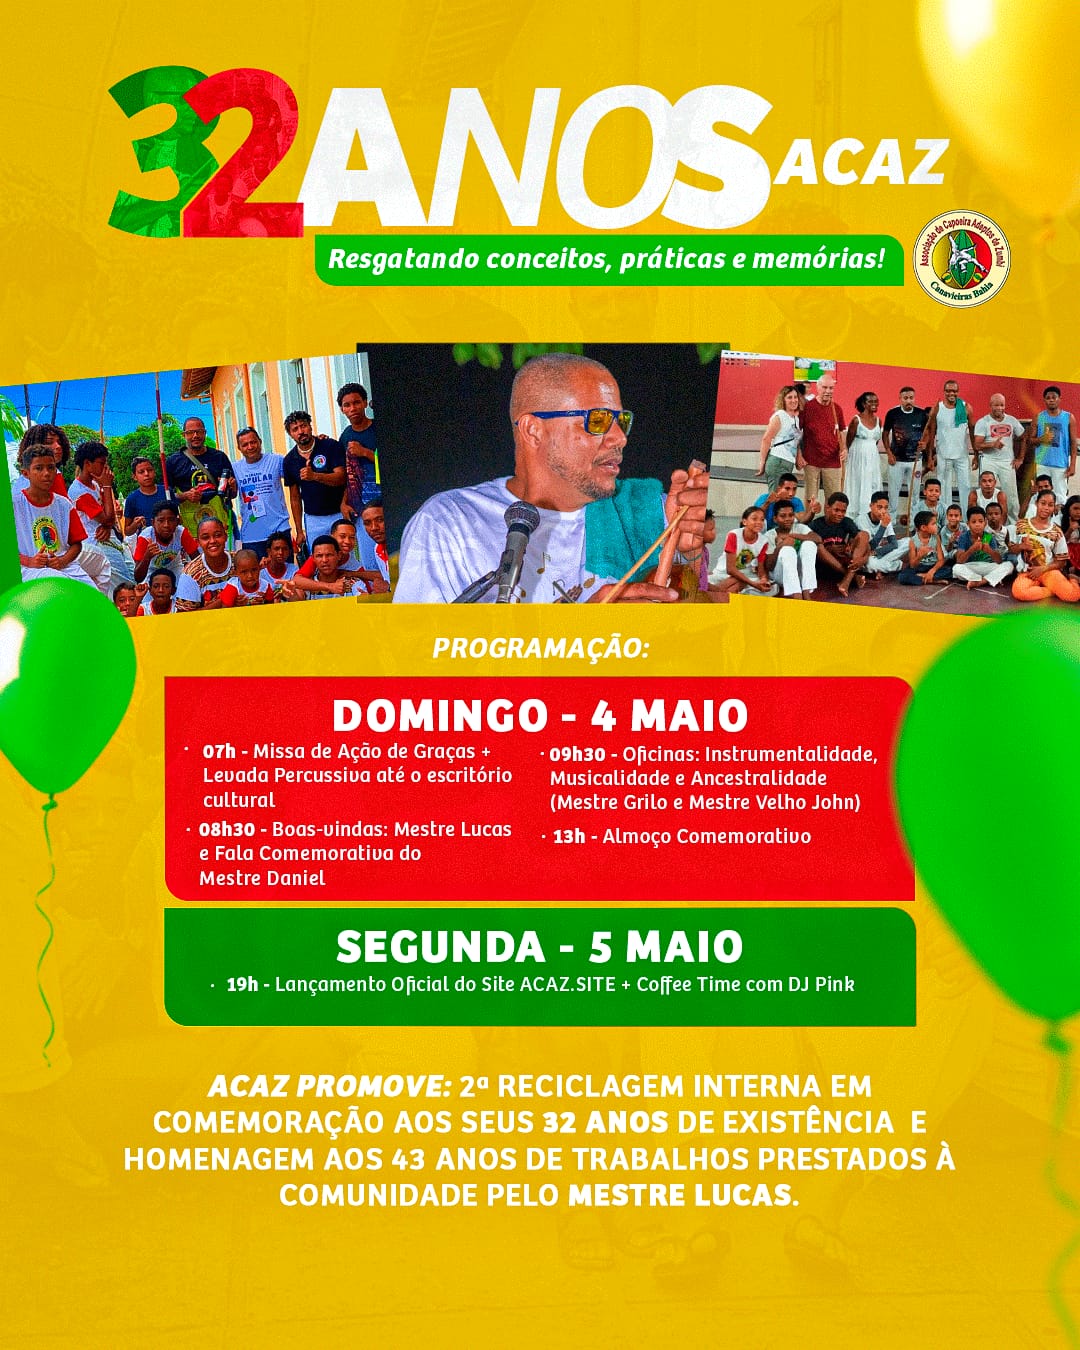 32 ANOS ACAZ
Resgatando conceitos, práticas e memórias!
Associação de Capoeira Adeptos de Zumbi
Canavieiras Bahia
POPULAR
PROGRAMAÇÃO:
DOMINGO - 4 MAIO
· 07h - Missa de Ação de Graças +
Levada Percussiva até o escritório
cultural
· 08h30 - Boas-vindas: Mestre Lucas
e Fala Comemorativa do
Mestre Daniel
· 09h30 - Oficinas: Instrumentalidade,
Musicalidade e Ancestralidade
(Mestre Grilo e Mestre Velho John)
· 13h - Almoço Comemorativo
SEGUNDA - 5 MAIO
· 19h - Lançamento Oficial do Site ACAZ.SITE + Coffee Time com DJ Pink
ACAZ PROMOVE: 2ª RECICLAGEM INTERNA EM
COMEMORAÇÃO AOS SEUS 32 ANOS DE EXISTÊNCIA E
HOMENAGEM AOS 43 ANOS DE TRABALHOS PRESTADOS À
COMUNIDADE PELO MESTRE LUCAS.